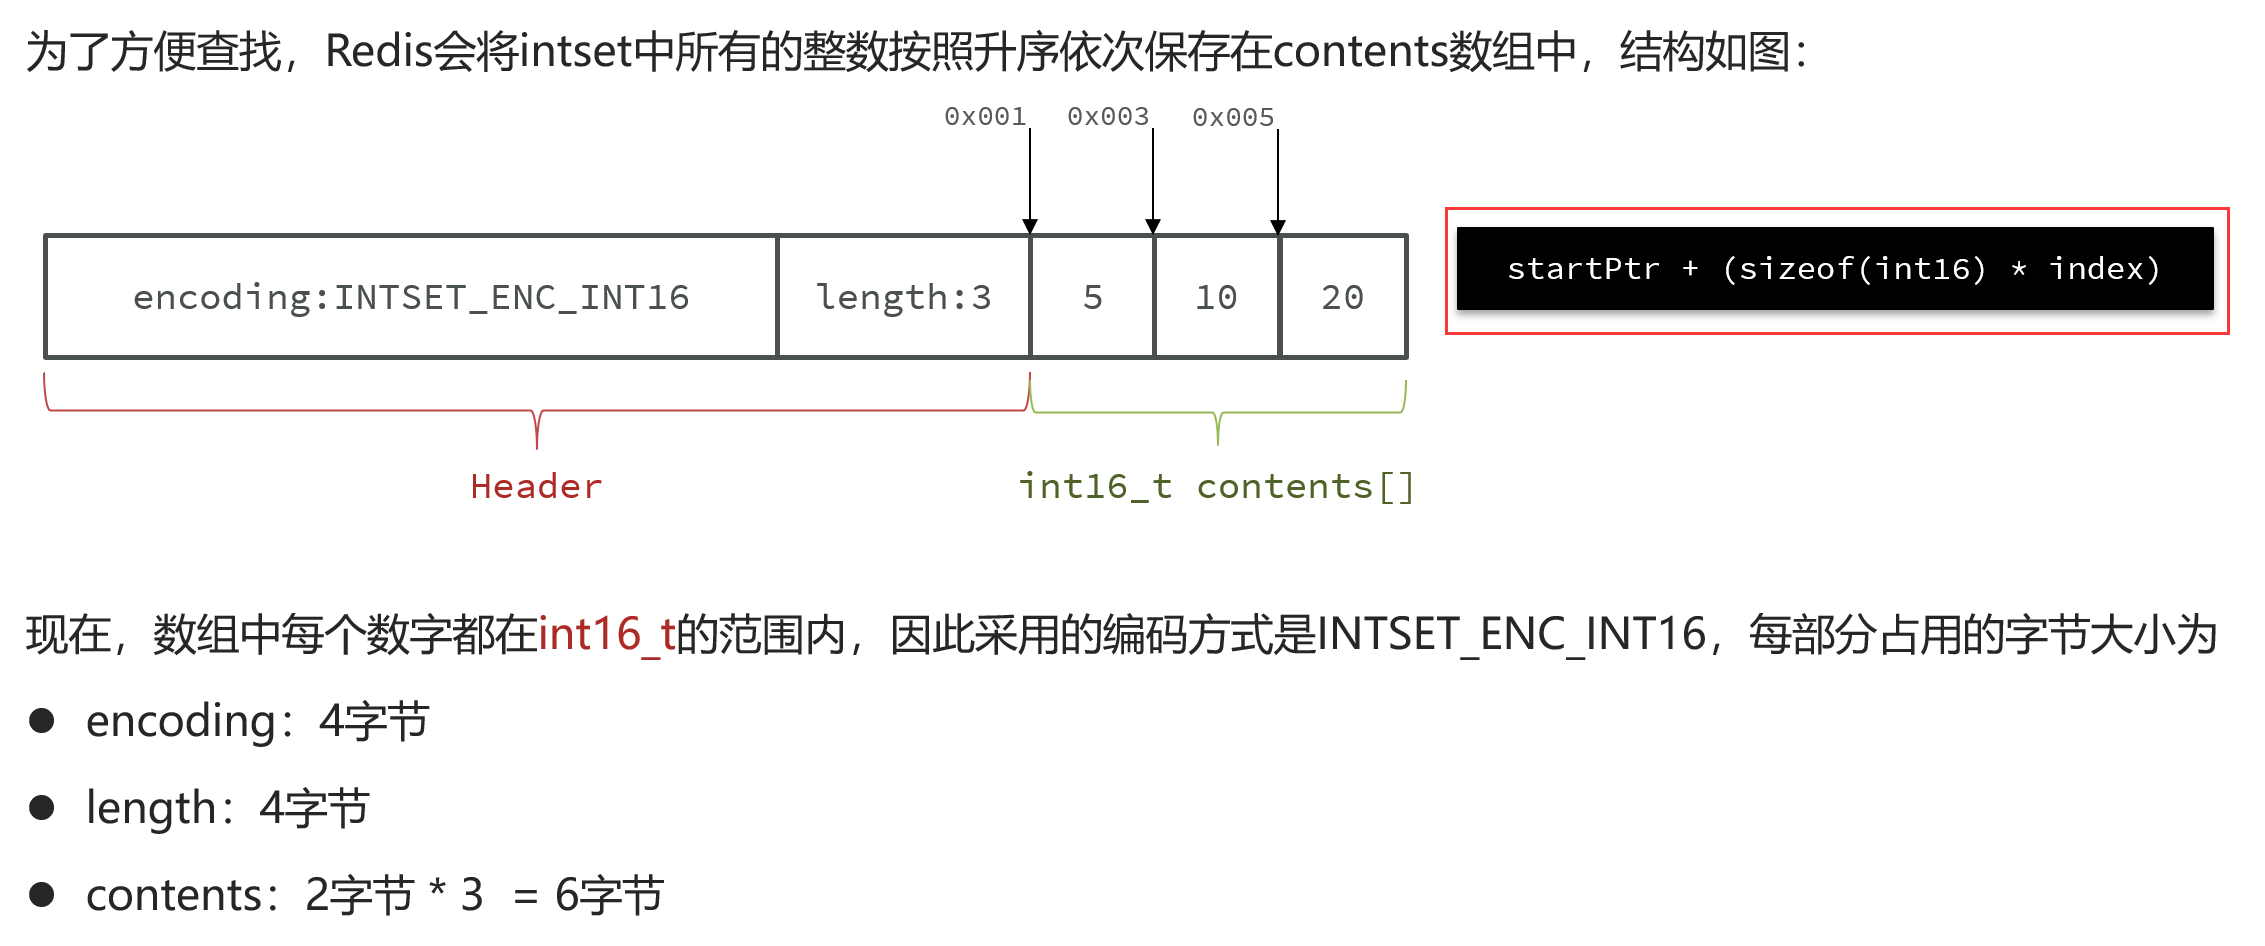 为了方便查找，Redis会将intset中所有的整数按照升序依次保存在contents数组中，结构如图：
0x001 0x003 0x005
encoding:INTSET_ENC_INT16 length:3 5 10 20
startPtr + (sizeof(int16) * index)
Header
int16_t contents[]
现在，数组中每个数字都在int16_t的范围内，因此采用的编码方式是INTSET_ENC_INT16，每部分占用的字节大小为
● encoding：4字节
● length：4字节
● contents：2字节 * 3 = 6字节